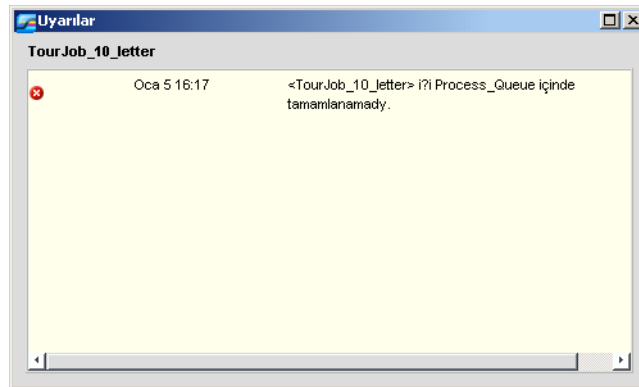 Uyarılar
TourJob_10_letter
Oca 5 16:17 <TourJob_10_letter> i?i Process_Queue içinde
tamamlanamady.